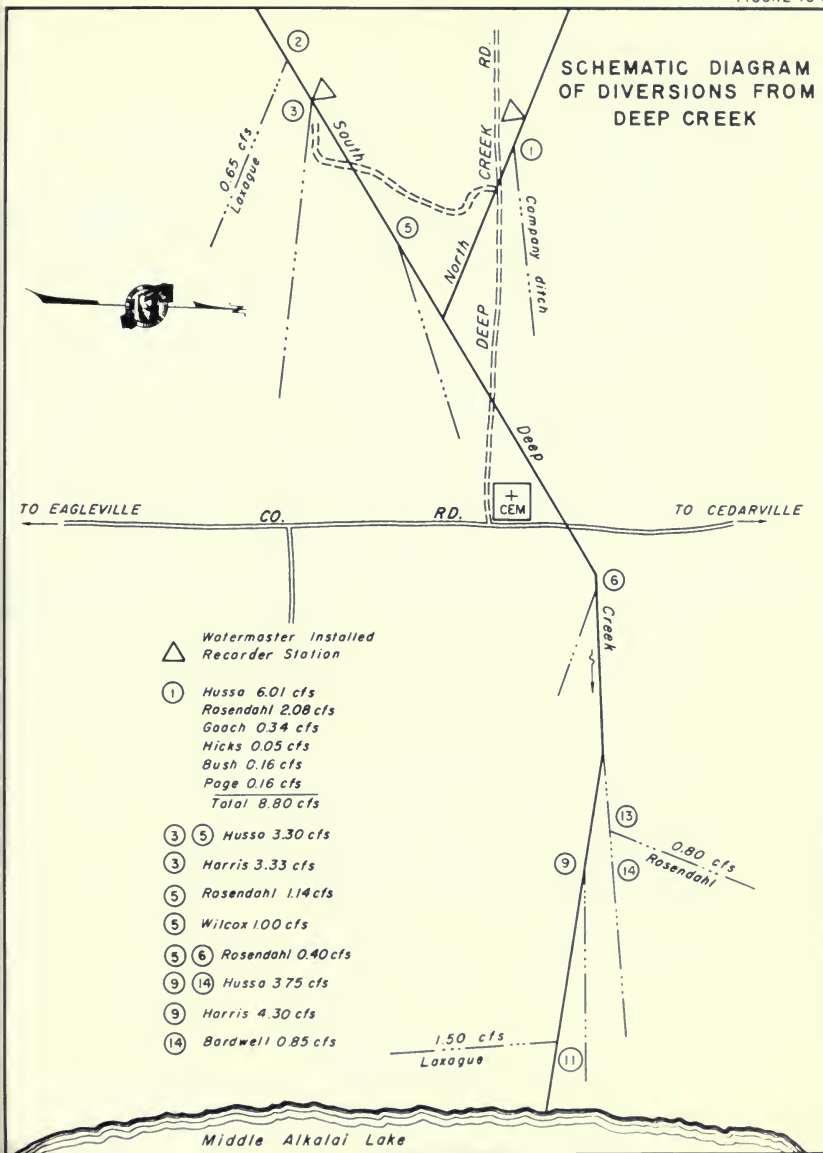 SCHEMATIC DIAGRAM
OF DIVERSIONS FROM
DEEP CREEK
2
3
0.65 cfs
Laxague
South
RD.
CREEK
DEEP
1
Company ditch
5
North
Deep
CEM
TO EAGLEVILLE
CO.
RD.
TO CEDARVILLE
6
Creek
Watermaster Installed
Recorder Station
1 Hussa 6.01 cfs
Rosendahl 2.08 cfs
Gooch 0.34 cfs
Hicks 0.05 cfs
Bush 0.16 cfs
Page 0.16 cfs
Total 8.80 cfs
3 5 Hussa 3.30 cfs
3 Harris 3.33 cfs
5 Rosendahl 1.14 cfs
5 Wilcox 1.00 cfs
5 6 Rosendahl 0.40 cfs
9 14 Hussa 3.75 cfs
9 Harris 4.30 cfs
14 Bardwell 0.85 cfs
13
0.80 cfs
Rosendahl
9
14
1.50 cfs
Laxague
11
Middle Alkalai Lake